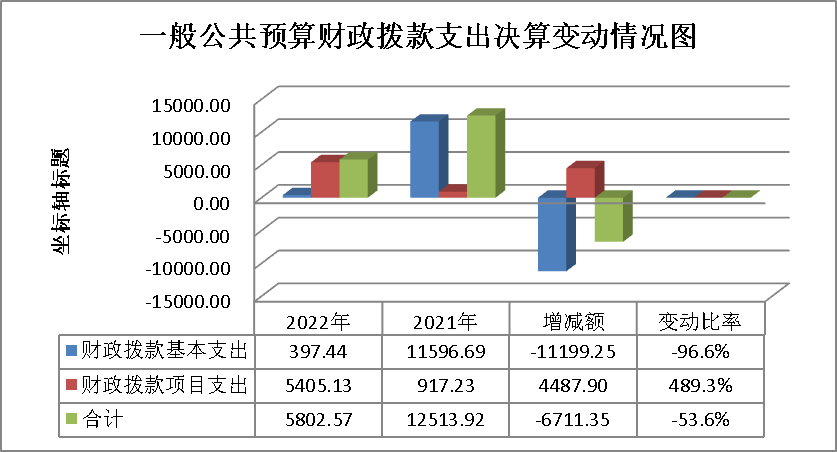 一般公共预算财政拨款支出决算变动情况图
坐标轴标题
15000.00
10000.00
5000.00
0.00
-5000.00
-10000.00
-15000.00
2022年 2021年 增减额 变动比率
财政拨款基本支出 397.44 11596.69 -11199.25 -96.6%
财政拨款项目支出 5405.13 917.23 4487.90 489.3%
合计 5802.57 12513.92 -6711.35 -53.6%